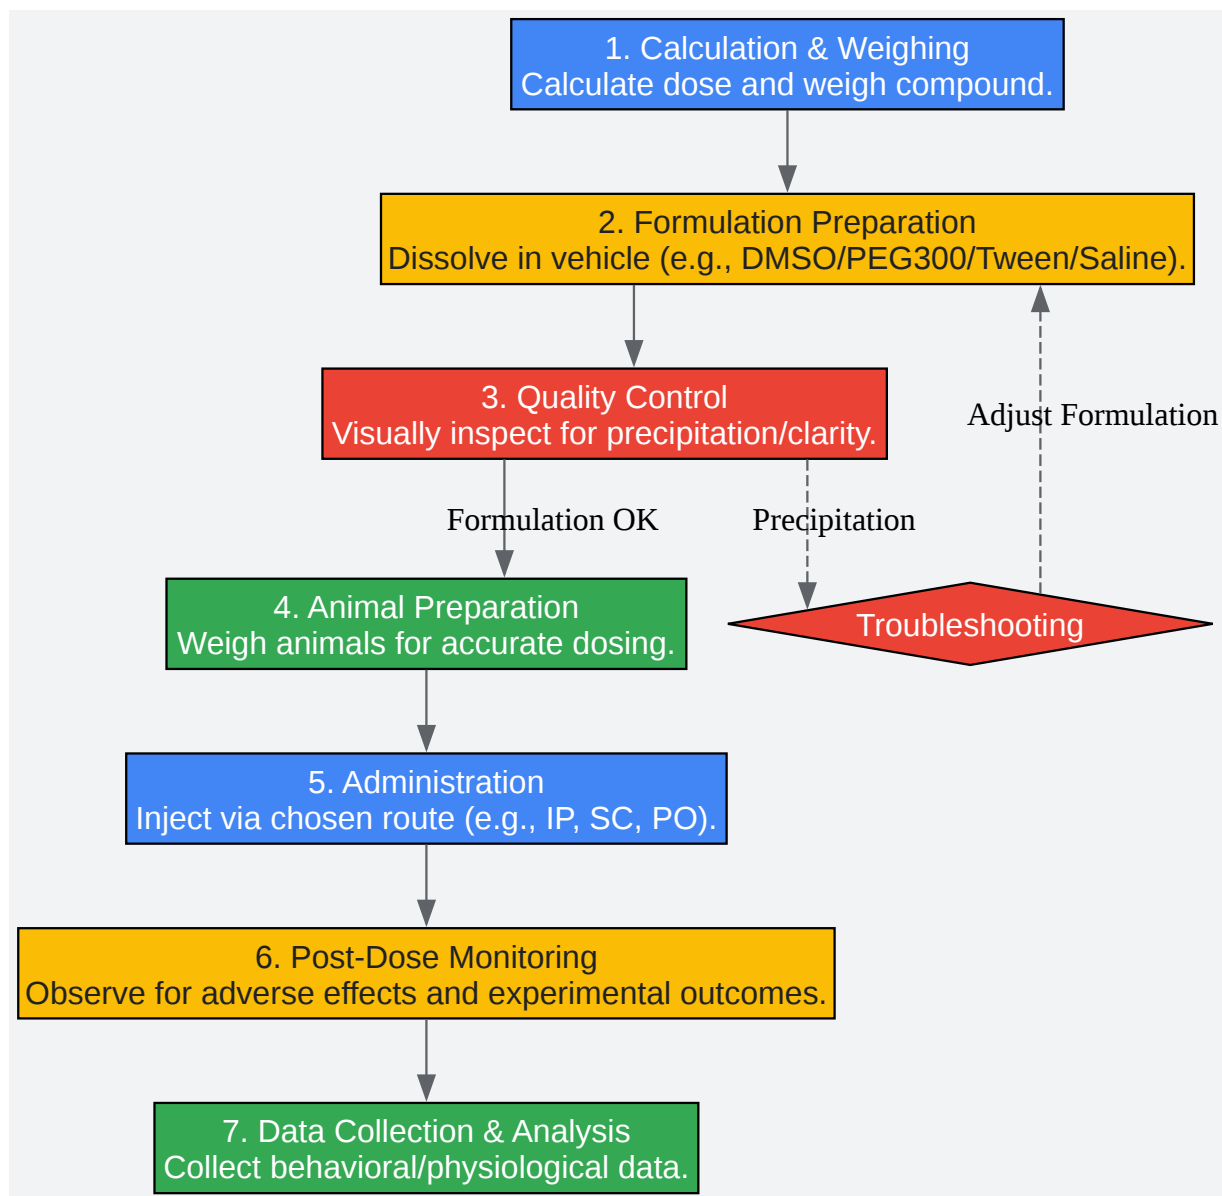 1. Calculation & Weighing
Calculate dose and weigh compound.
2. Formulation Preparation
Dissolve in vehicle (e.g., DMSO/PEG300/Tween/Saline).
3. Quality Control
Visually inspect for precipitation/clarity.
Adjust Formulation
Formulation OK
Precipitation
4. Animal Preparation
Weigh animals for accurate dosing.
Troubleshooting
5. Administration
Inject via chosen route (e.g., IP, SC, PO).
6. Post-Dose Monitoring
Observe for adverse effects and experimental outcomes.
7. Data Collection & Analysis
Collect behavioral/physiological data.